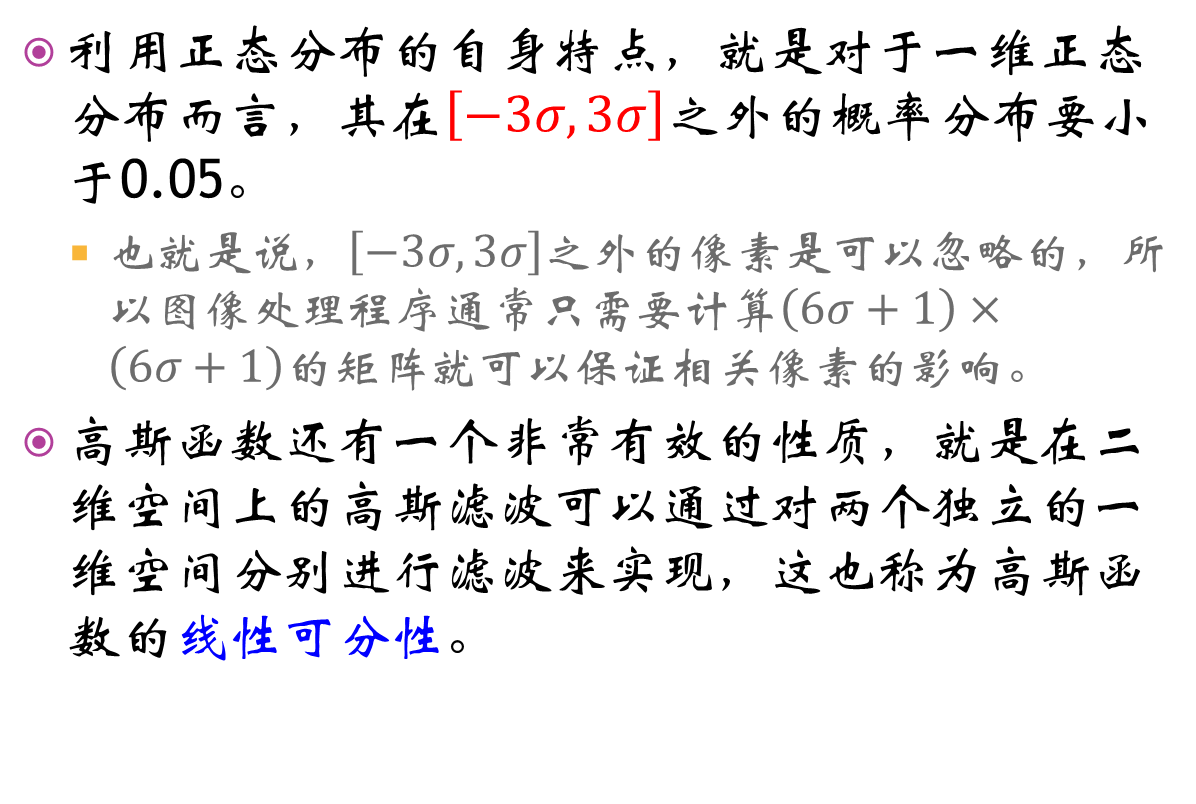 利用正态分布的自身特点，就是对于一维正态
分布而言，其在[−3σ, 3σ]之外的概率分布要小
于0.05。
也就是说，[−3σ, 3σ]之外的像素是可以忽略的，所
以图像处理程序通常只需要计算(6σ + 1) ×
(6σ + 1)的矩阵就可以保证相关像素的影响。
高斯函数还有一个非常有效的性质，就是在二
维空间上的高斯滤波可以通过对两个独立的一
维空间分别进行滤波来实现，这也称为高斯函
数的线性可分性。